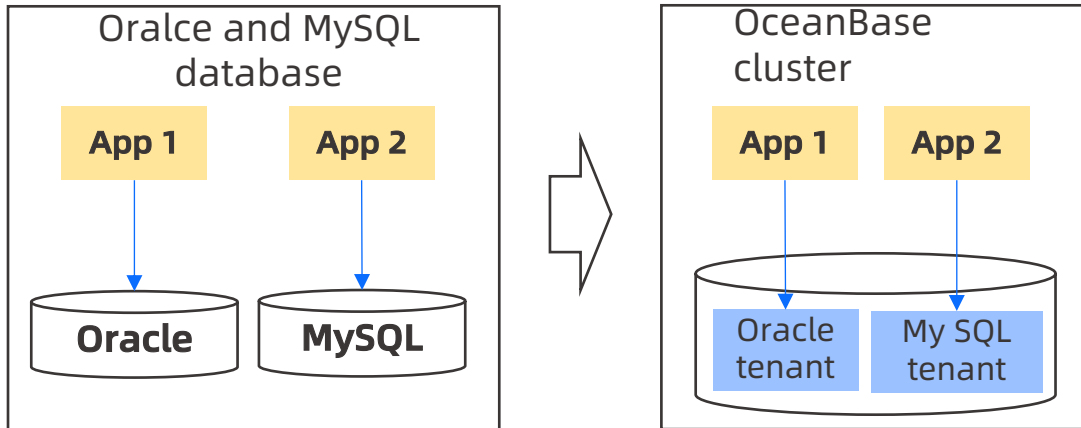 Oralce and MySQL
database
App 1
App 2
Oracle
MySQL
OceanBase
cluster
App 1
App 2
Oracle
tenant
My SQL
tenant